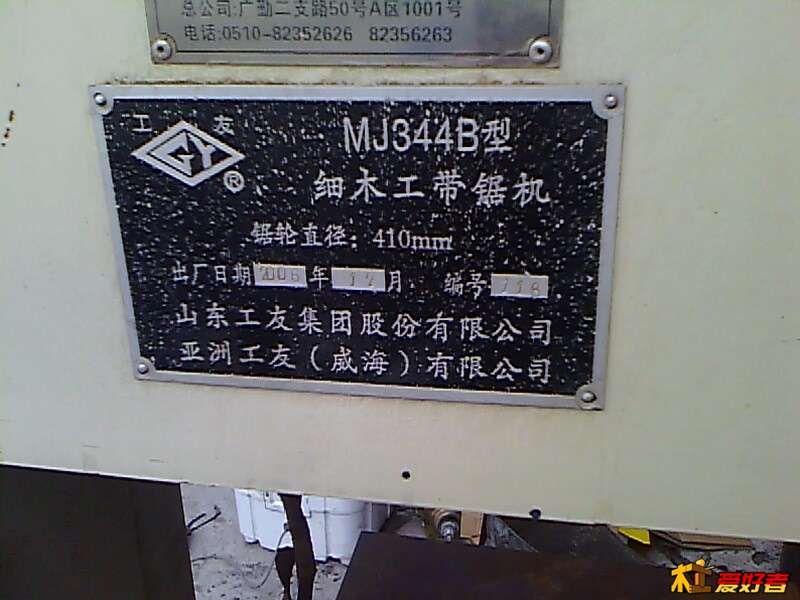 总公司:广勤二支路50号A区1001号
电话:0510-82352626 82356263
工 友
GY
®
MJ344B型
细木工带锯机
锯轮直径: 410mm
出厂日期 2006 年 12 月 编号 118
山东工友集团股份有限公司
亚洲工友(威海)有限公司
木工爱好者